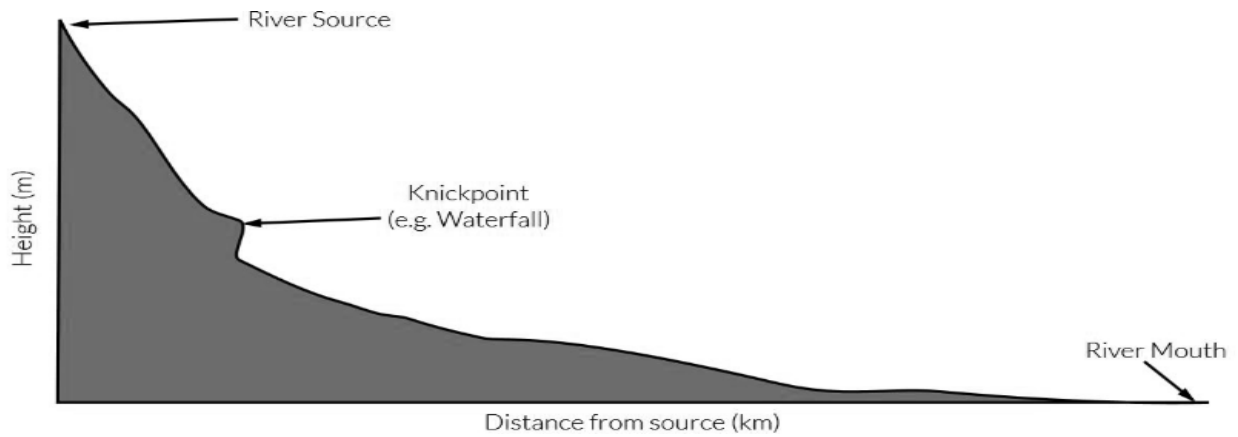 River Source
Knickpoint
(e.g. Waterfall)
Height (m)
River Mouth
Distance from source (km)